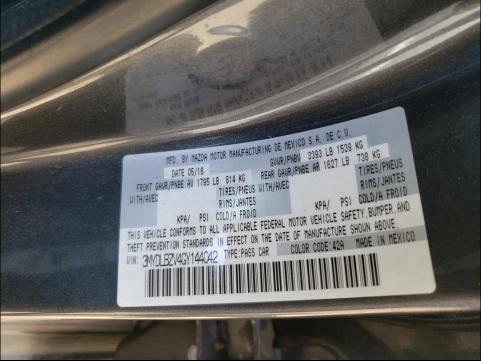 MFD. BY MAZDA MOTOR MANUFACTURING DE MEXICO S.A. DE C.V.
DATE 05/16 GVWR/PNBV 3393 LB 1539 KG
FRONT GAWR/PNBE AV 1795 LB 814 KG REAR GAWR/PNBE AR 1627 LB 738 KG
WITH/AVEC TIRES/PNEUS WITH/AVEC TIRES/PNEUS
RIMS/JANTES RIMS/JANTES
KPA/ PSI COLD/A FROID KPA/ PSI COLD/A FROID
THIS VEHICLE CONFORMS TO ALL APPLICABLE FEDERAL MOTOR VEHICLE SAFETY, BUMPER, AND
THEFT PREVENTION STANDARDS IN EFFECT ON THE DATE OF MANUFACTURE SHOWN ABOVE.
VIN: 3MYDLBZV4GY144042 TYPE: PASS CAR COLOR CODE: 42A MADE IN MEXICO